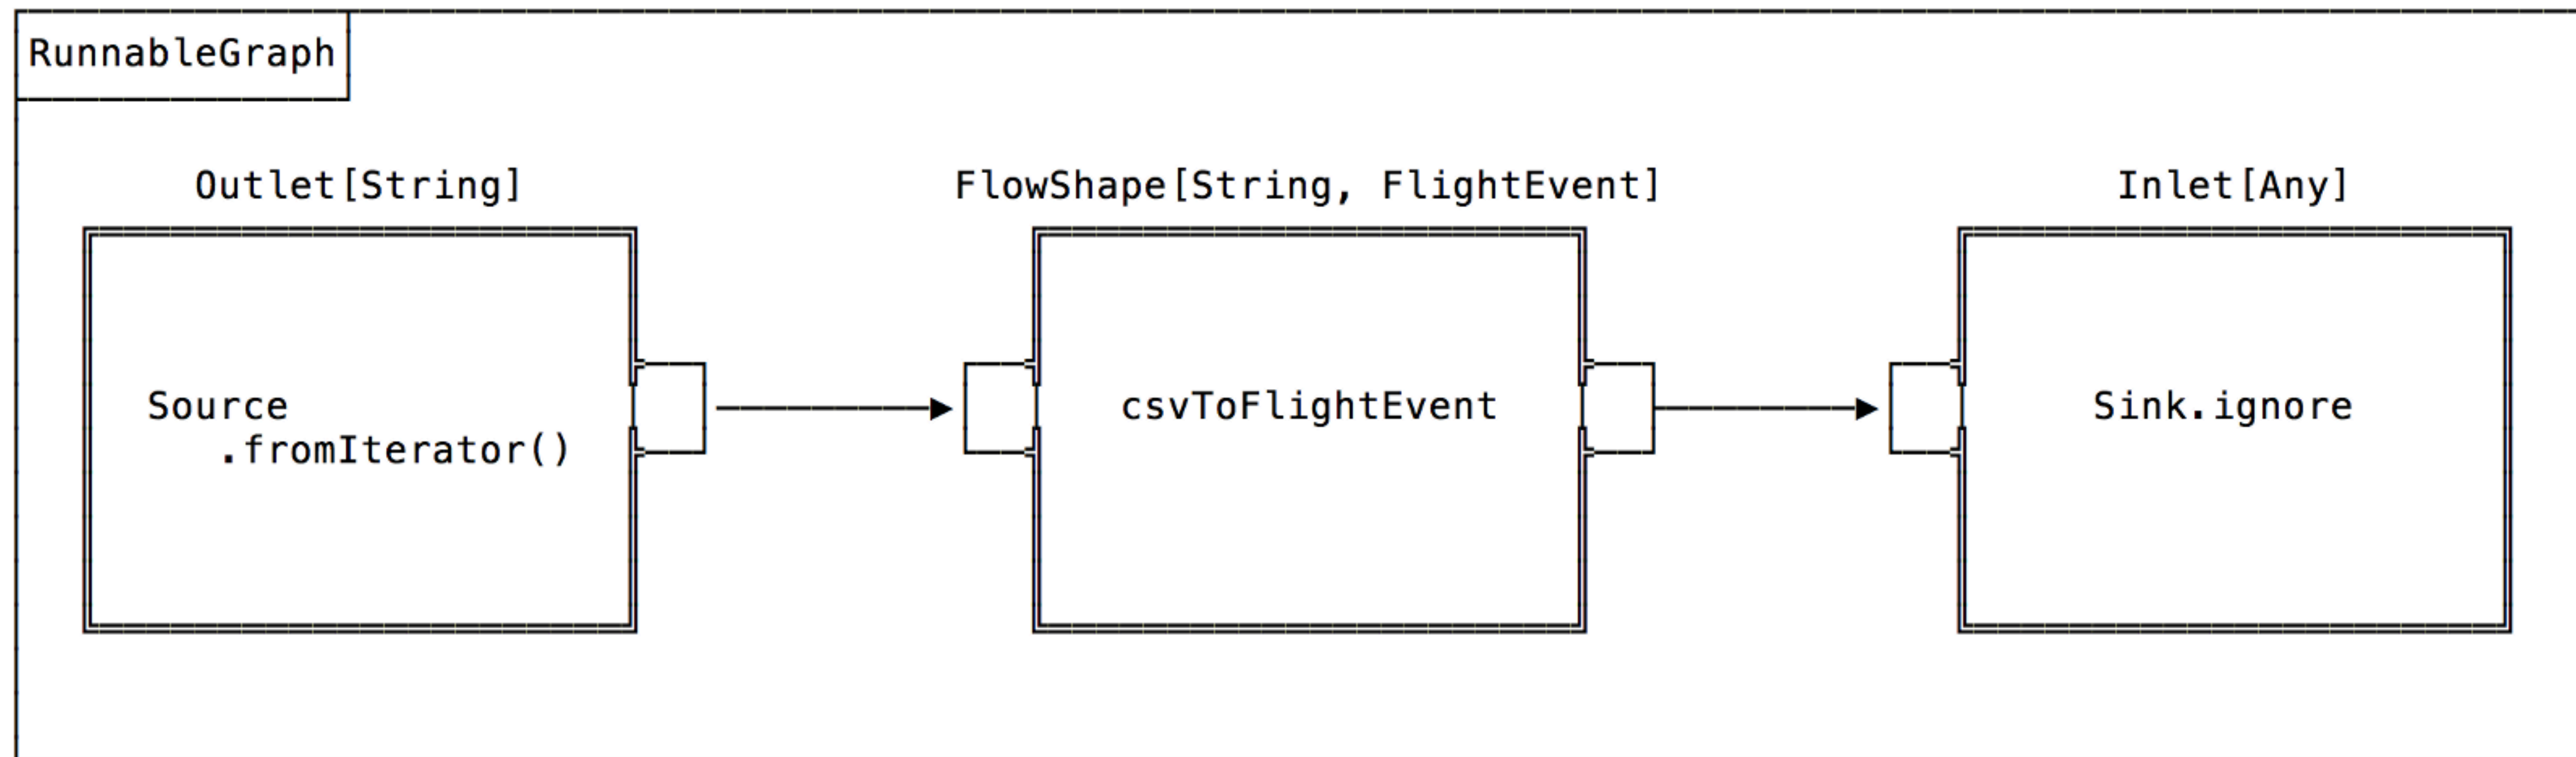 RunnableGraph
Outlet[String]
FlowShape[String, FlightEvent]
Inlet[Any]
Source
.fromIterator()
csvToFlightEvent
Sink.ignore